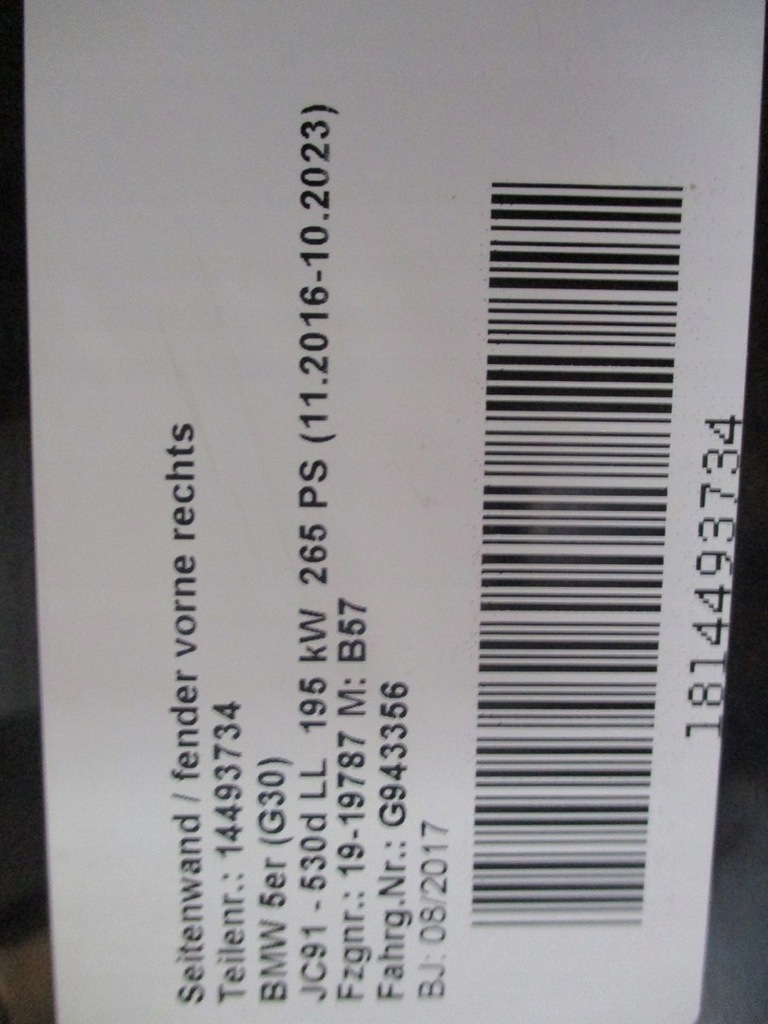 Seitenwand / fender vorne rechts
Teilenr.: 14493734
BMW 5er (G30)
JC91 - 530d LL 195 kW 265 PS (11.2016-10.2023)
Fzgnr.: 19-19787 M: B57
Fahrg.Nr.: G943356
BJ: 08/2017
1814493734